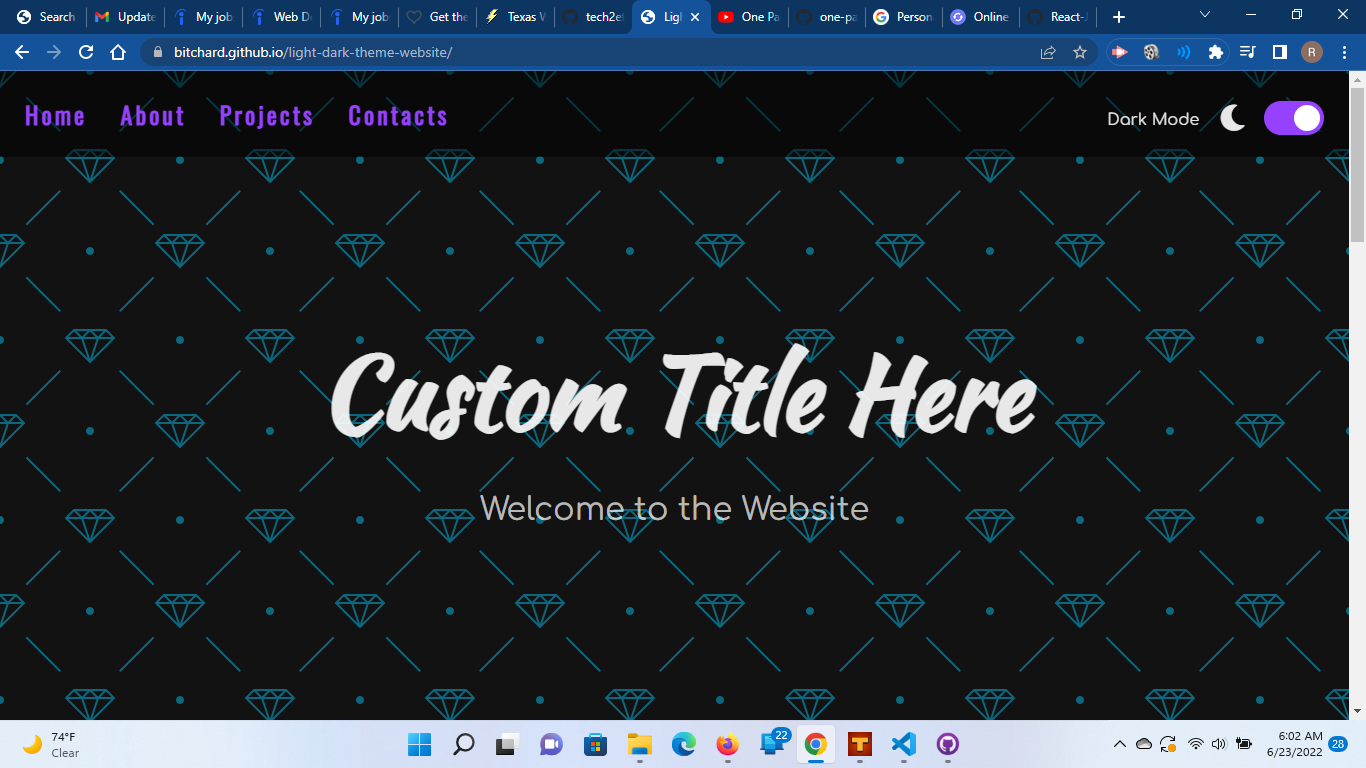 Search
Update
My job
Web D
My job
Get the
Texas W
tech2et
Ligh
One Pa
one-pa
Person
Online
React-J
bitchard.github.io/light-dark-theme-website/
R
Home About Projects Contacts
Dark Mode
Custom Title Here
Welcome to the Website
74°F
Clear
22
T
6:02 AM
6/23/2022
28